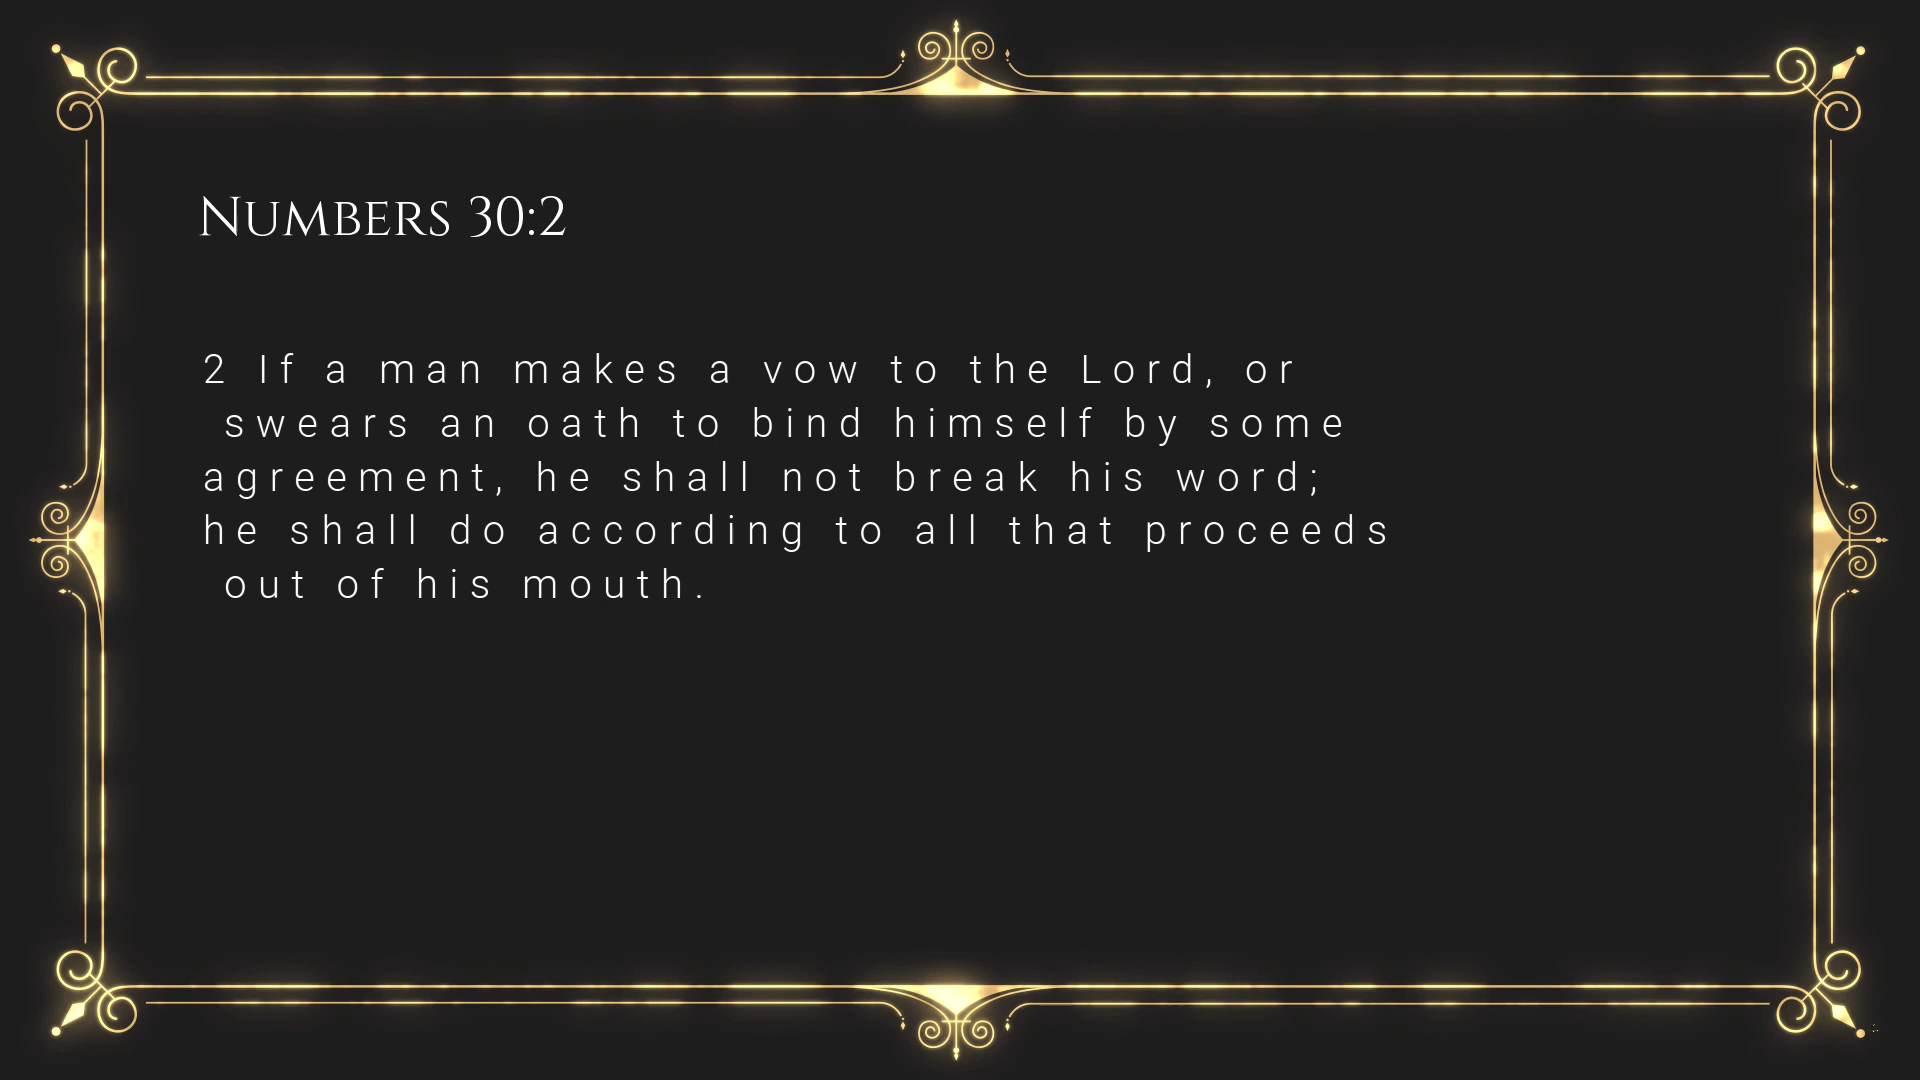 Numbers 30:2
2 If a man makes a vow to the Lord, or
swears an oath to bind himself by some
agreement, he shall not break his word;
he shall do according to all that proceeds
out of his mouth.